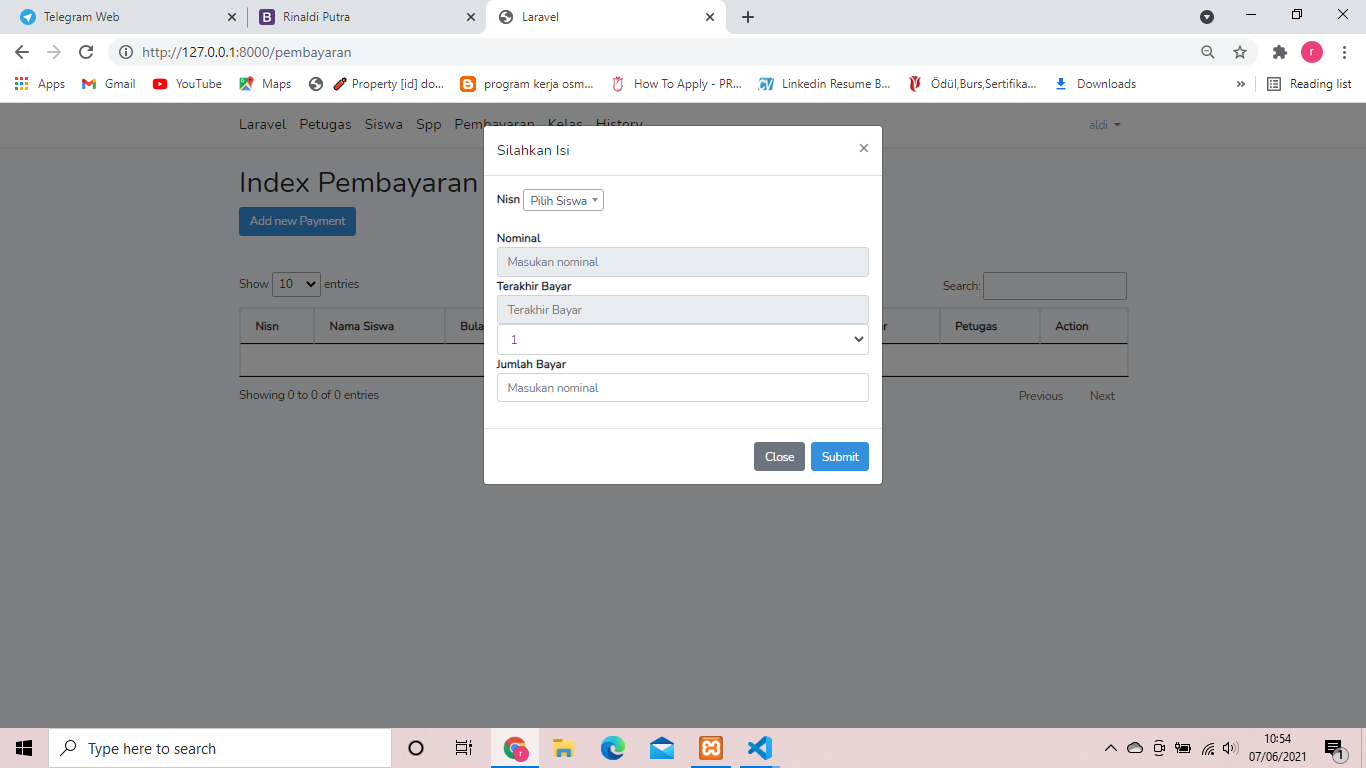 Telegram Web
Rinaldi Putra
Laravel
http://127.0.0.1:8000/pembayaran
r
Apps Gmail YouTube Maps Property [id] do... program kerja osm... How To Apply - PR... Linkedin Resume B... Ödül,Burs,Sertifika... Downloads » Reading list
Laravel Petugas Siswa Spp Pembayaran Kelas History aldi
Silahkan Isi ×
Index Pembayaran
Add new Payment
Nisn Pilih Siswa
Nominal
Masukan nominal
Terakhir Bayar
Terakhir Bayar
1
Jumlah Bayar
Masukan nominal
Close Submit
Show 10 entries
Search:
Nisn Nama Siswa Bula r Petugas Action
Showing 0 to 0 of 0 entries
Previous Next
Type here to search
10:54
07/06/2021
1